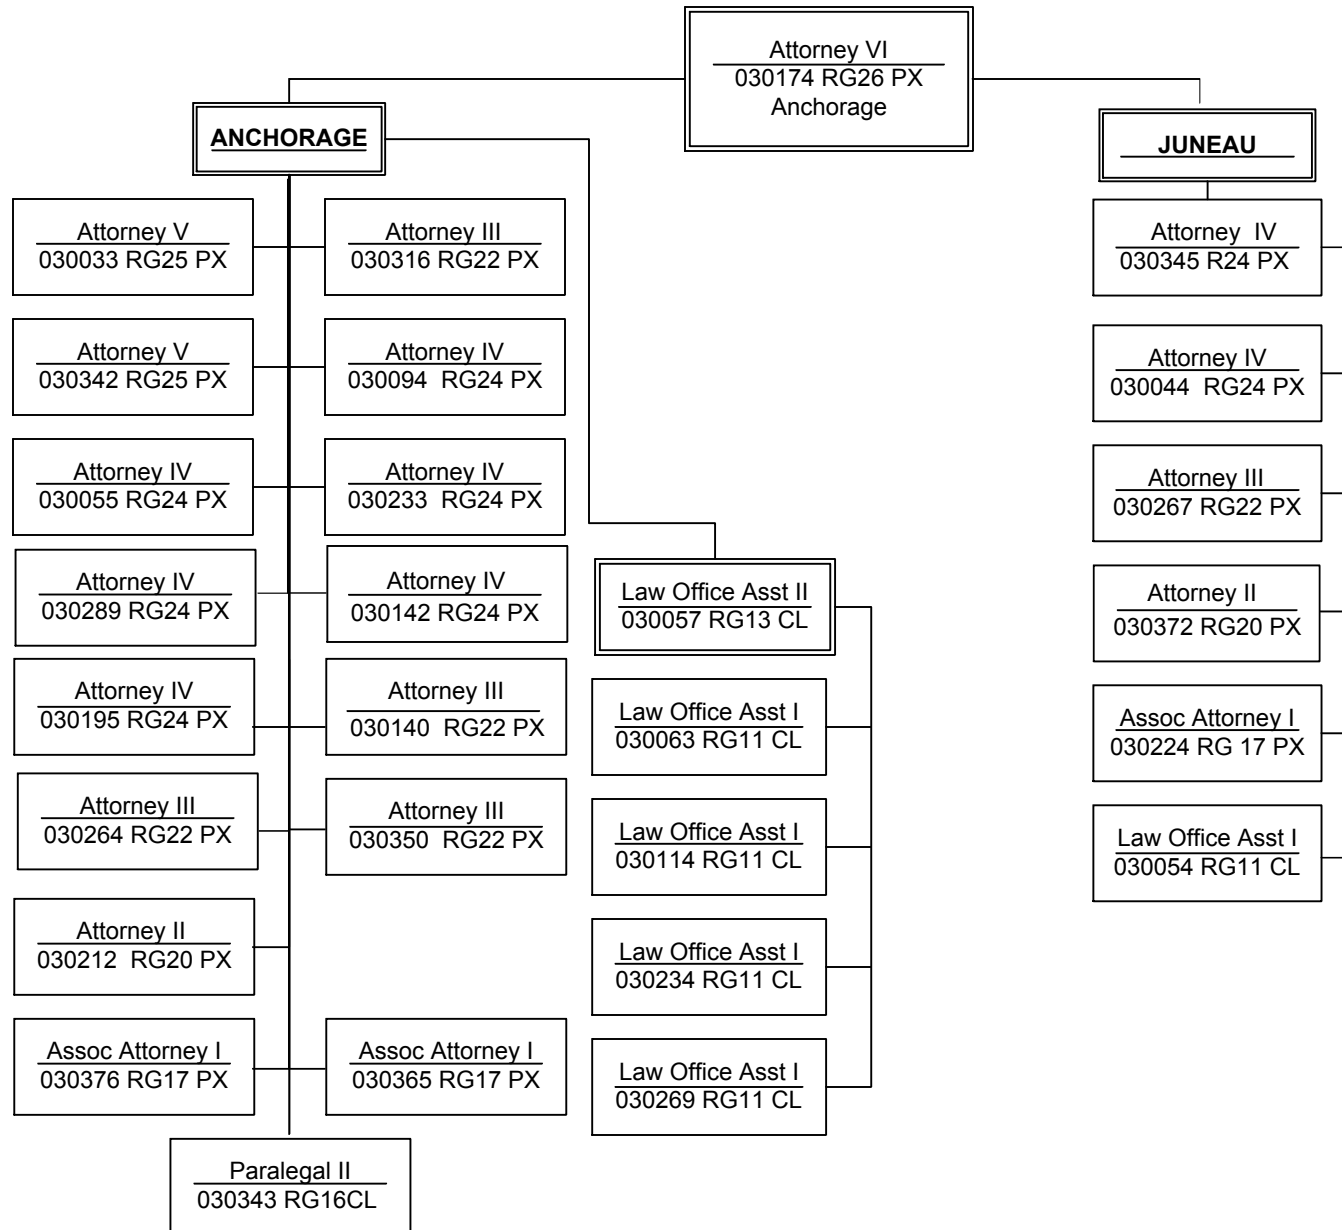 Attorney VI
030174 RG26 PX
Anchorage
ANCHORAGE
JUNEAU
Attorney V
030033 RG25 PX
Attorney III
030316 RG22 PX
Attorney V
030342 RG25 PX
Attorney IV
030094 RG24 PX
Attorney IV
030055 RG24 PX
Attorney IV
030233 RG24 PX
Attorney IV
030289 RG24 PX
Attorney IV
030142 RG24 PX
Attorney IV
030195 RG24 PX
Attorney III
030140 RG22 PX
Attorney III
030264 RG22 PX
Attorney III
030350 RG22 PX
Attorney II
030212 RG20 PX
Assoc Attorney I
030376 RG17 PX
Assoc Attorney I
030365 RG17 PX
Paralegal II
030343 RG16CL
Law Office Asst II
030057 RG13 CL
Law Office Asst I
030063 RG11 CL
Law Office Asst I
030114 RG11 CL
Law Office Asst I
030234 RG11 CL
Law Office Asst I
030269 RG11 CL
Attorney IV
030345 R24 PX
Attorney IV
030044 RG24 PX
Attorney III
030267 RG22 PX
Attorney II
030372 RG20 PX
Assoc Attorney I
030224 RG 17 PX
Law Office Asst I
030054 RG11 CL